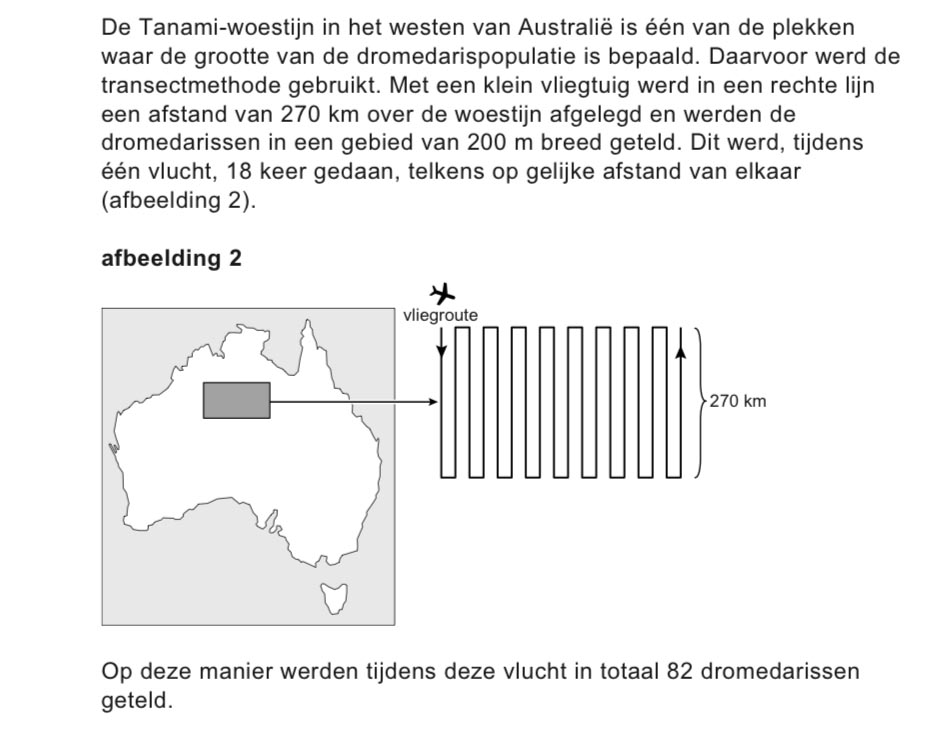 De Tanami-woestijn in het westen van Australië is één van de plekken
waar de grootte van de dromedarispopulatie is bepaald. Daarvoor werd de
transectmethode gebruikt. Met een klein vliegtuig werd in een rechte lijn
een afstand van 270 km over de woestijn afgelegd en werden de
dromedarissen in een gebied van 200 m breed geteld. Dit werd, tijdens
één vlucht, 18 keer gedaan, telkens op gelijke afstand van elkaar
(afbeelding 2).
afbeelding 2
vliegroute
270 km
Op deze manier werden tijdens deze vlucht in totaal 82 dromedarissen
geteld.